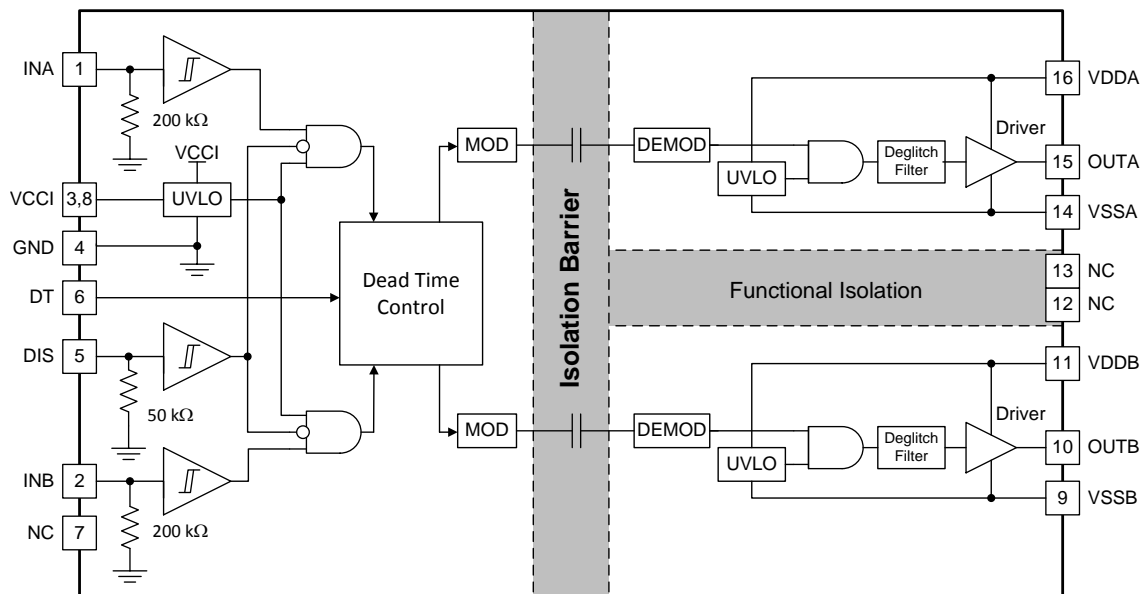 INA
1
200 kΩ
VCCI
VCCI
3,8
UVLO
GND
4
DT
6
DIS
5
50 kΩ
INB
2
200 kΩ
NC
7
Dead Time
Control
MOD
MOD
Isolation Barrier
DEMOD
UVLO
Deglitch
Filter
Driver
16
VDDA
15
OUTA
14
VSSA
Functional Isolation
13
NC
12
NC
DEMOD
UVLO
Deglitch
Filter
Driver
11
VDDB
10
OUTB
9
VSSB